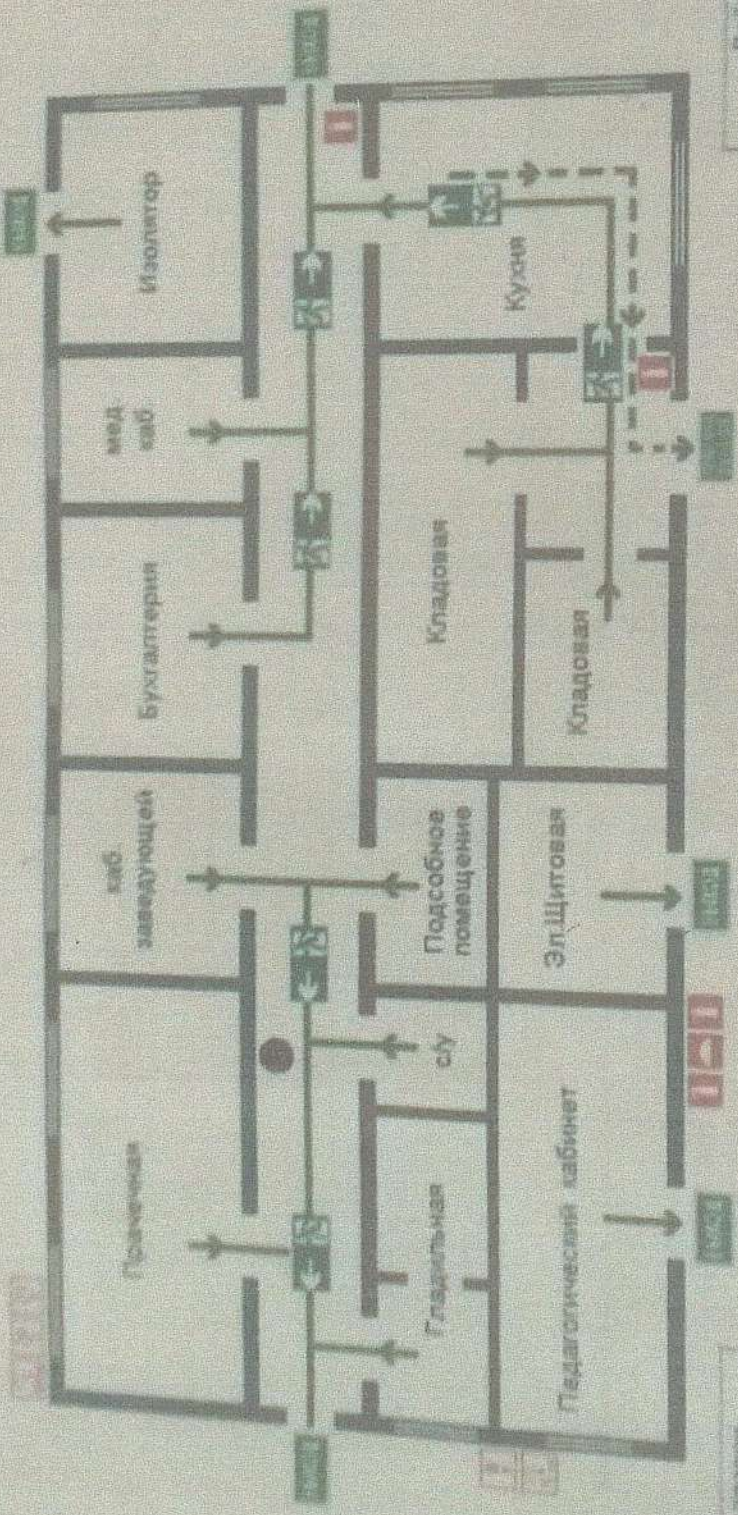 Прачечная
каб.
заведующей
Бухгалтерия
мед.
каб.
Изолятор
Гладильная
с/у
Подсобное
помещение
Кладовая
Кухня
Педагогический кабинет
Эл.Щитовая
Кладовая